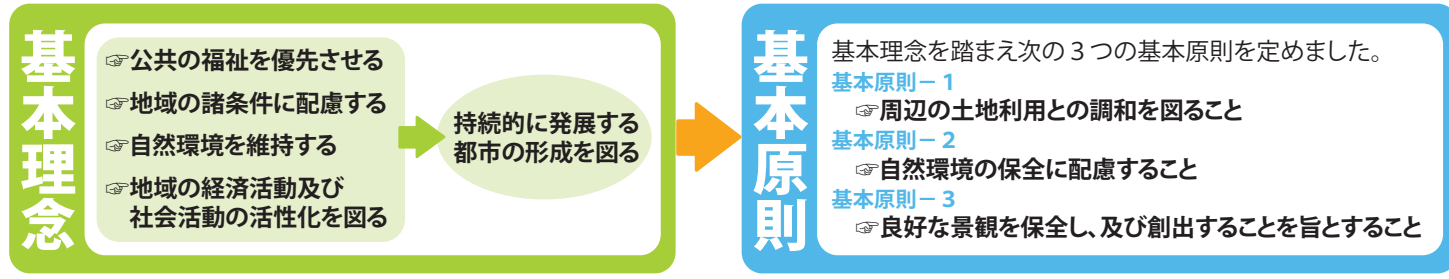 基本理念
☞公共の福祉を優先させる
☞地域の諸条件に配慮する
☞自然環境を維持する
☞地域の経済活動及び
社会活動の活性化を図る
持続的に発展する
都市の形成を図る
基本原則
基本理念を踏まえ次の3つの基本原則を定めました。
基本原則－1
☞周辺の土地利用との調和を図ること
基本原則－2
☞自然環境の保全に配慮すること
基本原則－3
☞良好な景観を保全し、及び創出することを旨とすること